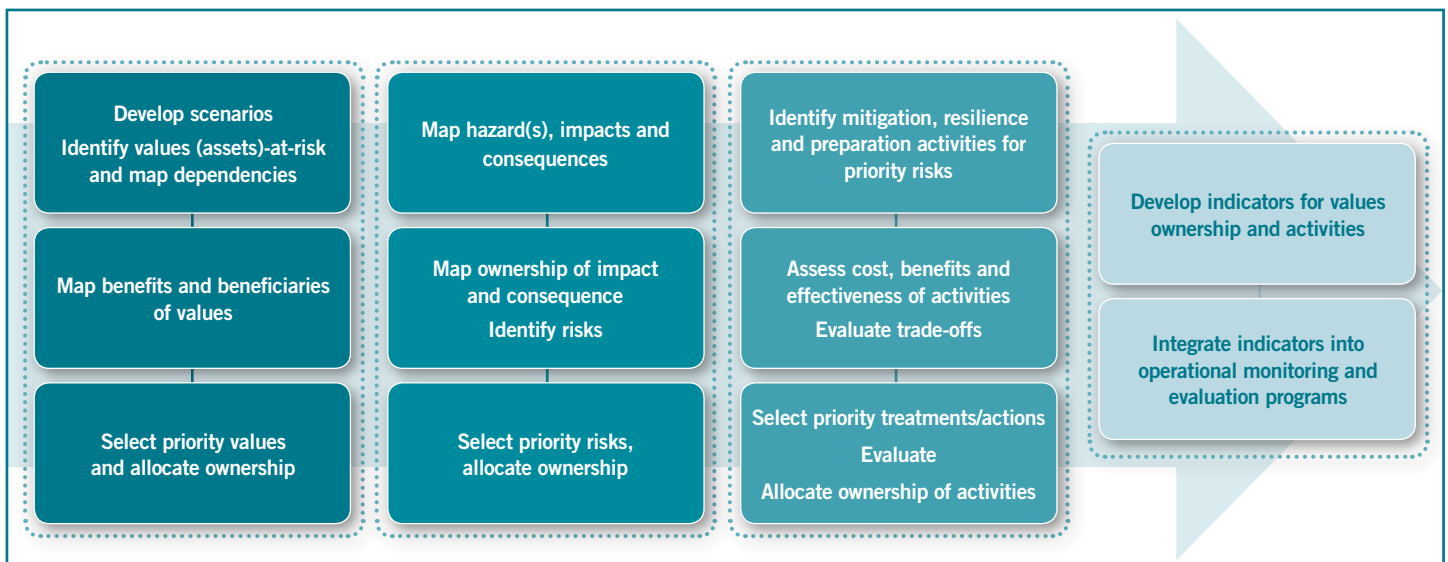 Develop scenarios
Identify values (assets)-at-risk
and map dependencies
Map benefits and beneficiaries
of values
Select priority values
and allocate ownership
Map hazard(s), impacts and
consequences
Map ownership of impact
and consequence
Identify risks
Select priority risks,
allocate ownership
Identify mitigation, resilience
and preparation activities for
priority risks
Assess cost, benefits and
effectiveness of activities
Evaluate trade-offs
Select priority treatments/actions
Evaluate
Allocate ownership of activities
Develop indicators for values
ownership and activities
Integrate indicators into
operational monitoring and
evaluation programs